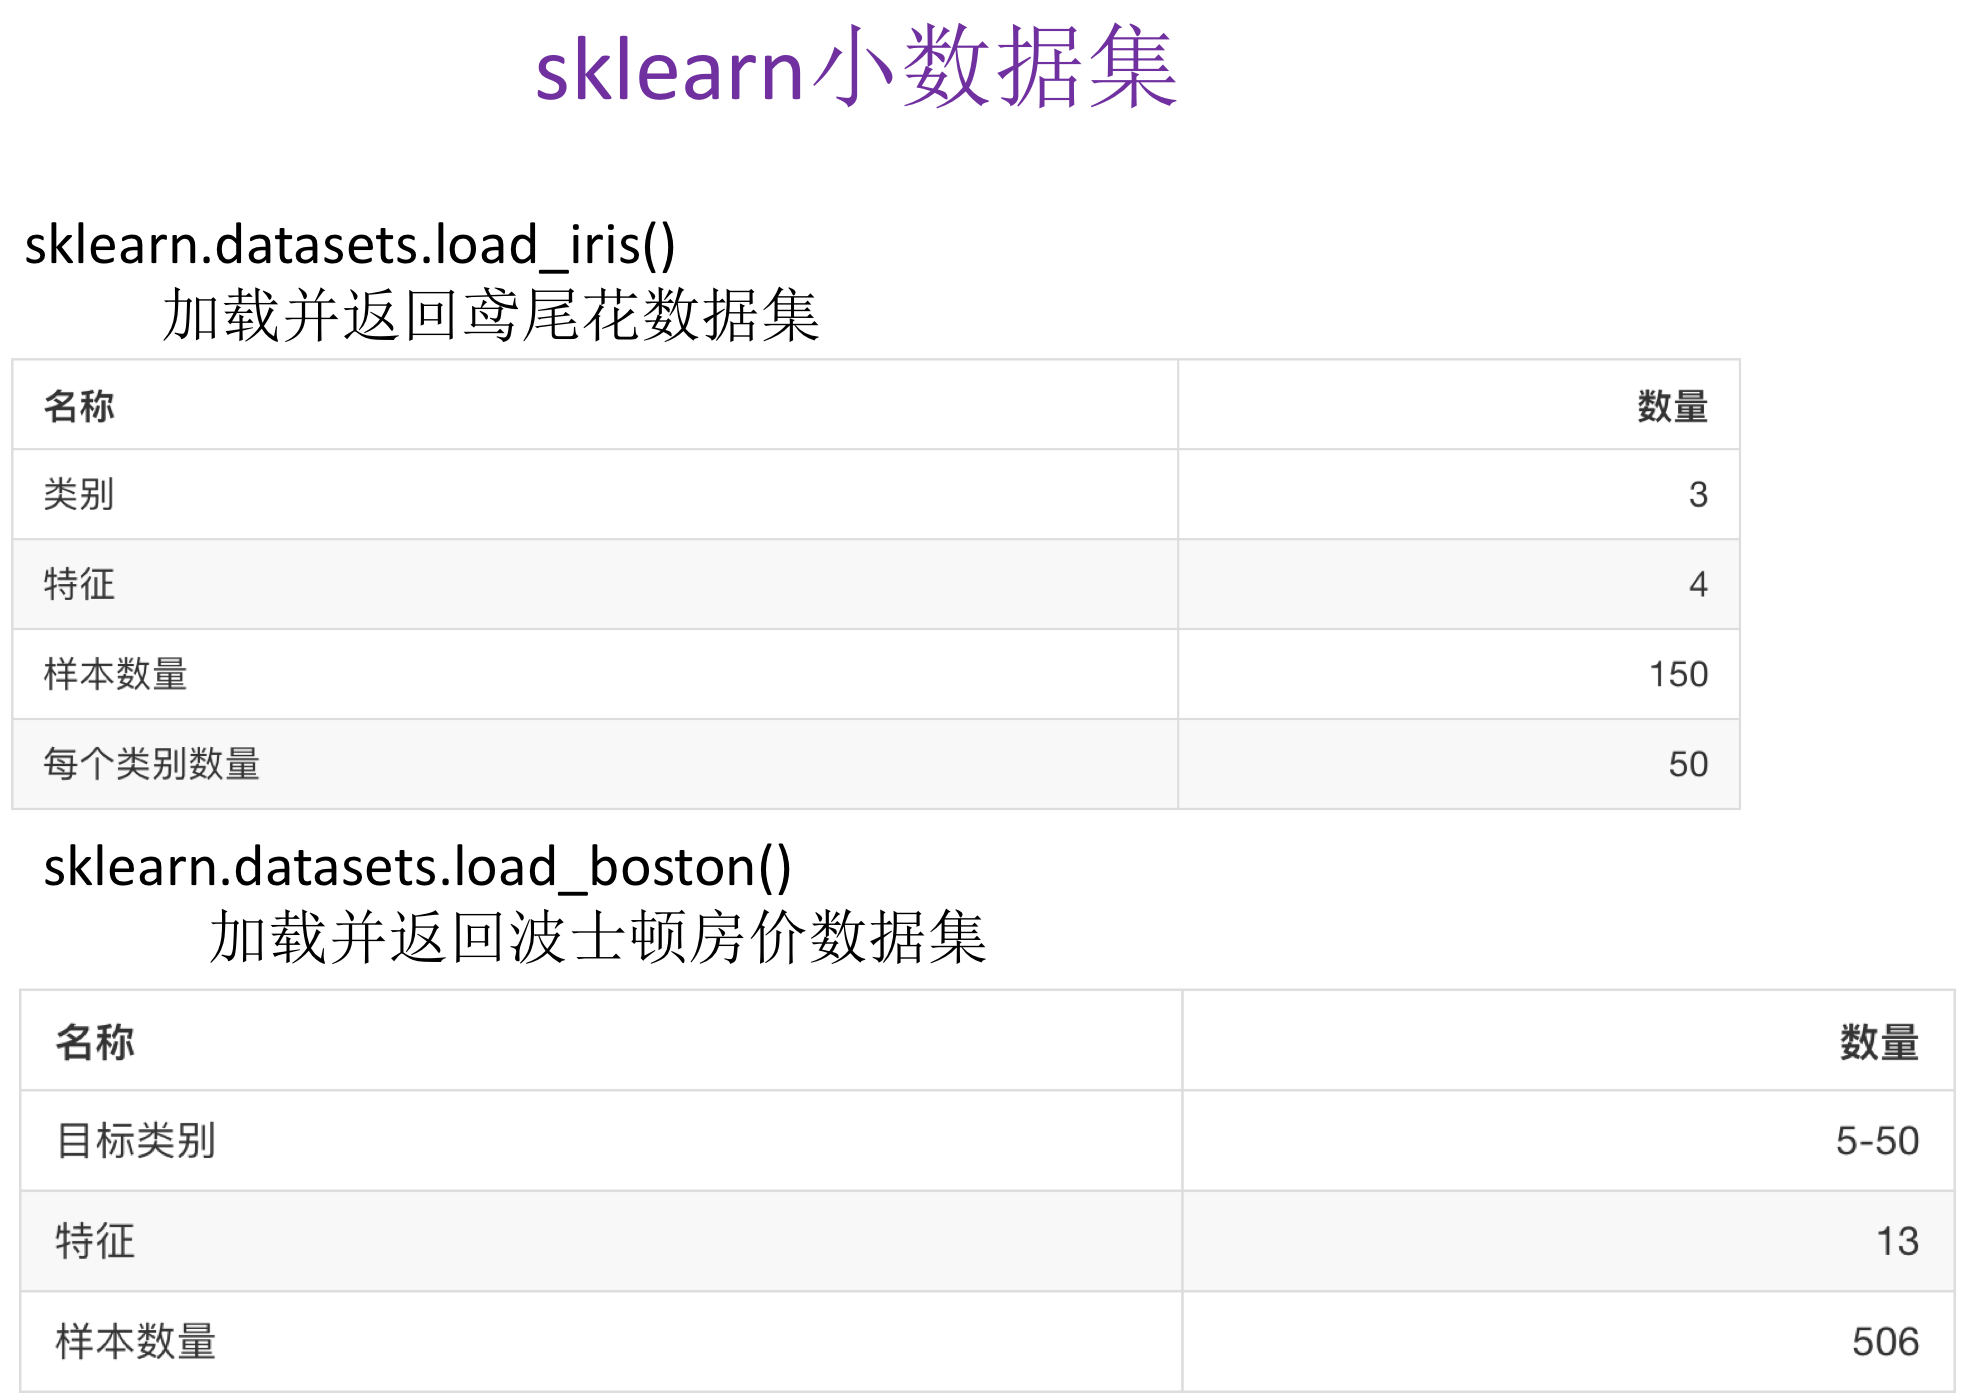 sklearn小数据集
sklearn.datasets.load_iris()
加载并返回鸢尾花数据集
名称 数量
类别 3
特征 4
样本数量 150
每个类别数量 50
sklearn.datasets.load_boston()
加载并返回波士顿房价数据集
名称 数量
目标类别 5-50
特征 13
样本数量 506